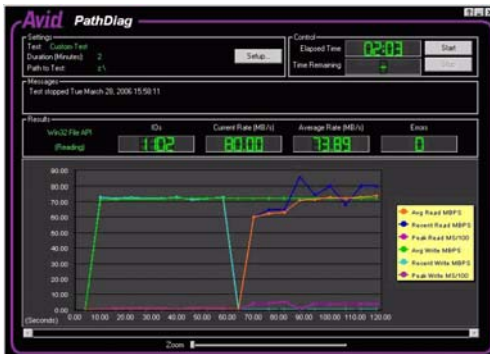 Avid PathDiag
Settings
Test: Custom Test
Duration (Minutes) 2
Path to Test: z:\
Setup...
Control
Elapsed Time 02:03 Start
Time Remaining Stop
Messages
Test stopped Tue March 28, 2006 15:58:11
Results
Win32 File API
(Reading)
IOs Current Rate (MB/s) Average Rate (MB/s) Errors
1102 80.00 73.89 0
90.00
80.00
70.00
60.00
50.00
40.00
30.00
20.00
10.00
0.00
(Seconds)
0.00 10.00 20.00 30.00 40.00 50.00 60.00 70.00 80.00 90.00 100.00 110.00 120.00
Avg Read MBPS
Recent Read MBPS
Peak Read MS/100
Avg Write MBPS
Recent Write MBPS
Peak Write MS/100
Zoom